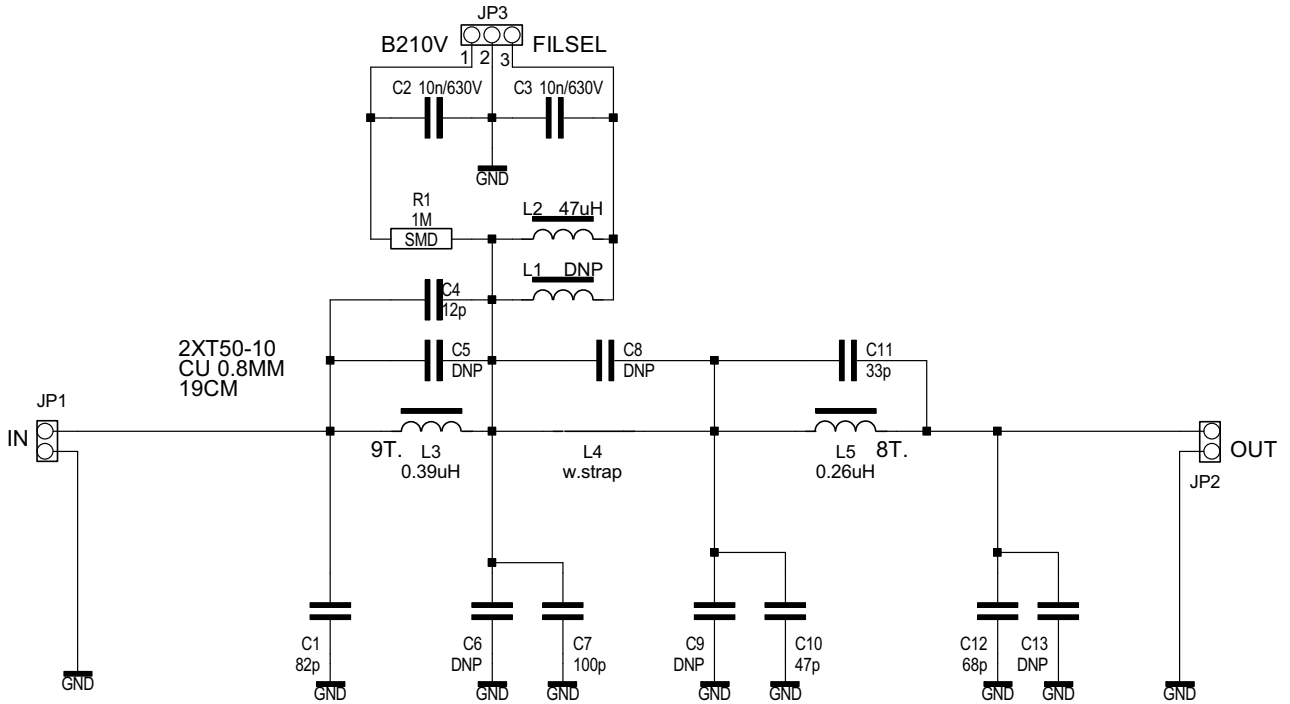 JP3
B210V
FILSEL
1 2 3
C2 10n/630V
C3 10n/630V
GND
R1
1M
SMD
L2 47uH
L1 DNP
C4
12p
2XT50-10
CU 0.8MM
19CM
C5
DNP
C8
DNP
C11
33p
JP1
IN
9T.
L3
0.39uH
L4
w.strap
L5
8T.
0.26uH
OUT
JP2
C1
82p
C6
DNP
C7
100p
C9
DNP
C10
47p
C12
68p
C13
DNP
GND
GND
GND
GND
GND
GND
GND
GND
GND